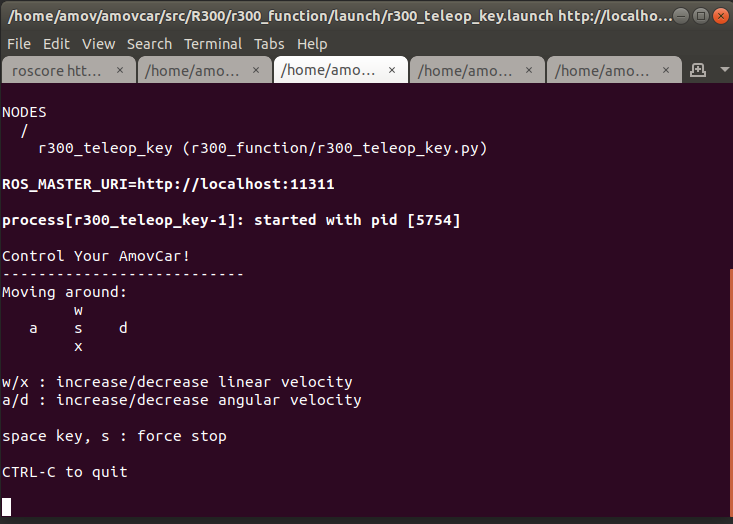 /home/amov/amovcar/src/R300/r300_function/launch/r300_teleop_key.launch http://localho...
File Edit View Search Terminal Tabs Help
roscore htt... × /home/amo... × /home/amo... × /home/amo... × /home/amo... ×
NODES
/
r300_teleop_key (r300_function/r300_teleop_key.py)
ROS_MASTER_URI=http://localhost:11311
process[r300_teleop_key-1]: started with pid [5754]
Control Your AmovCar!
---------------------------
Moving around:
w
a s d
x
w/x : increase/decrease linear velocity
a/d : increase/decrease angular velocity
space key, s : force stop
CTRL-C to quit